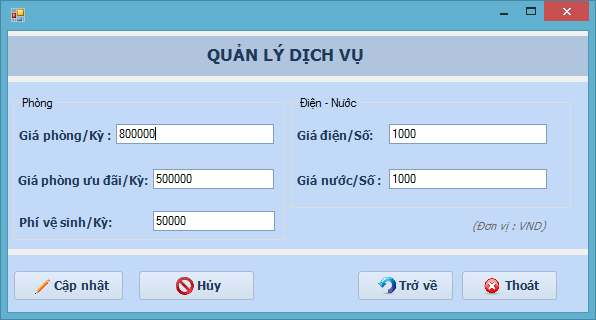 QUẢN LÝ DỊCH VỤ
Phòng
Giá phòng/Kỳ :
800000
Giá phòng ưu đãi/Kỳ:
500000
Phí vệ sinh/Kỳ:
50000
Điện - Nước
Giá điện/Số:
1000
Giá nước/Số :
1000
(Đơn vị : VND)
Cập nhật
Hủy
Trở về
Thoát